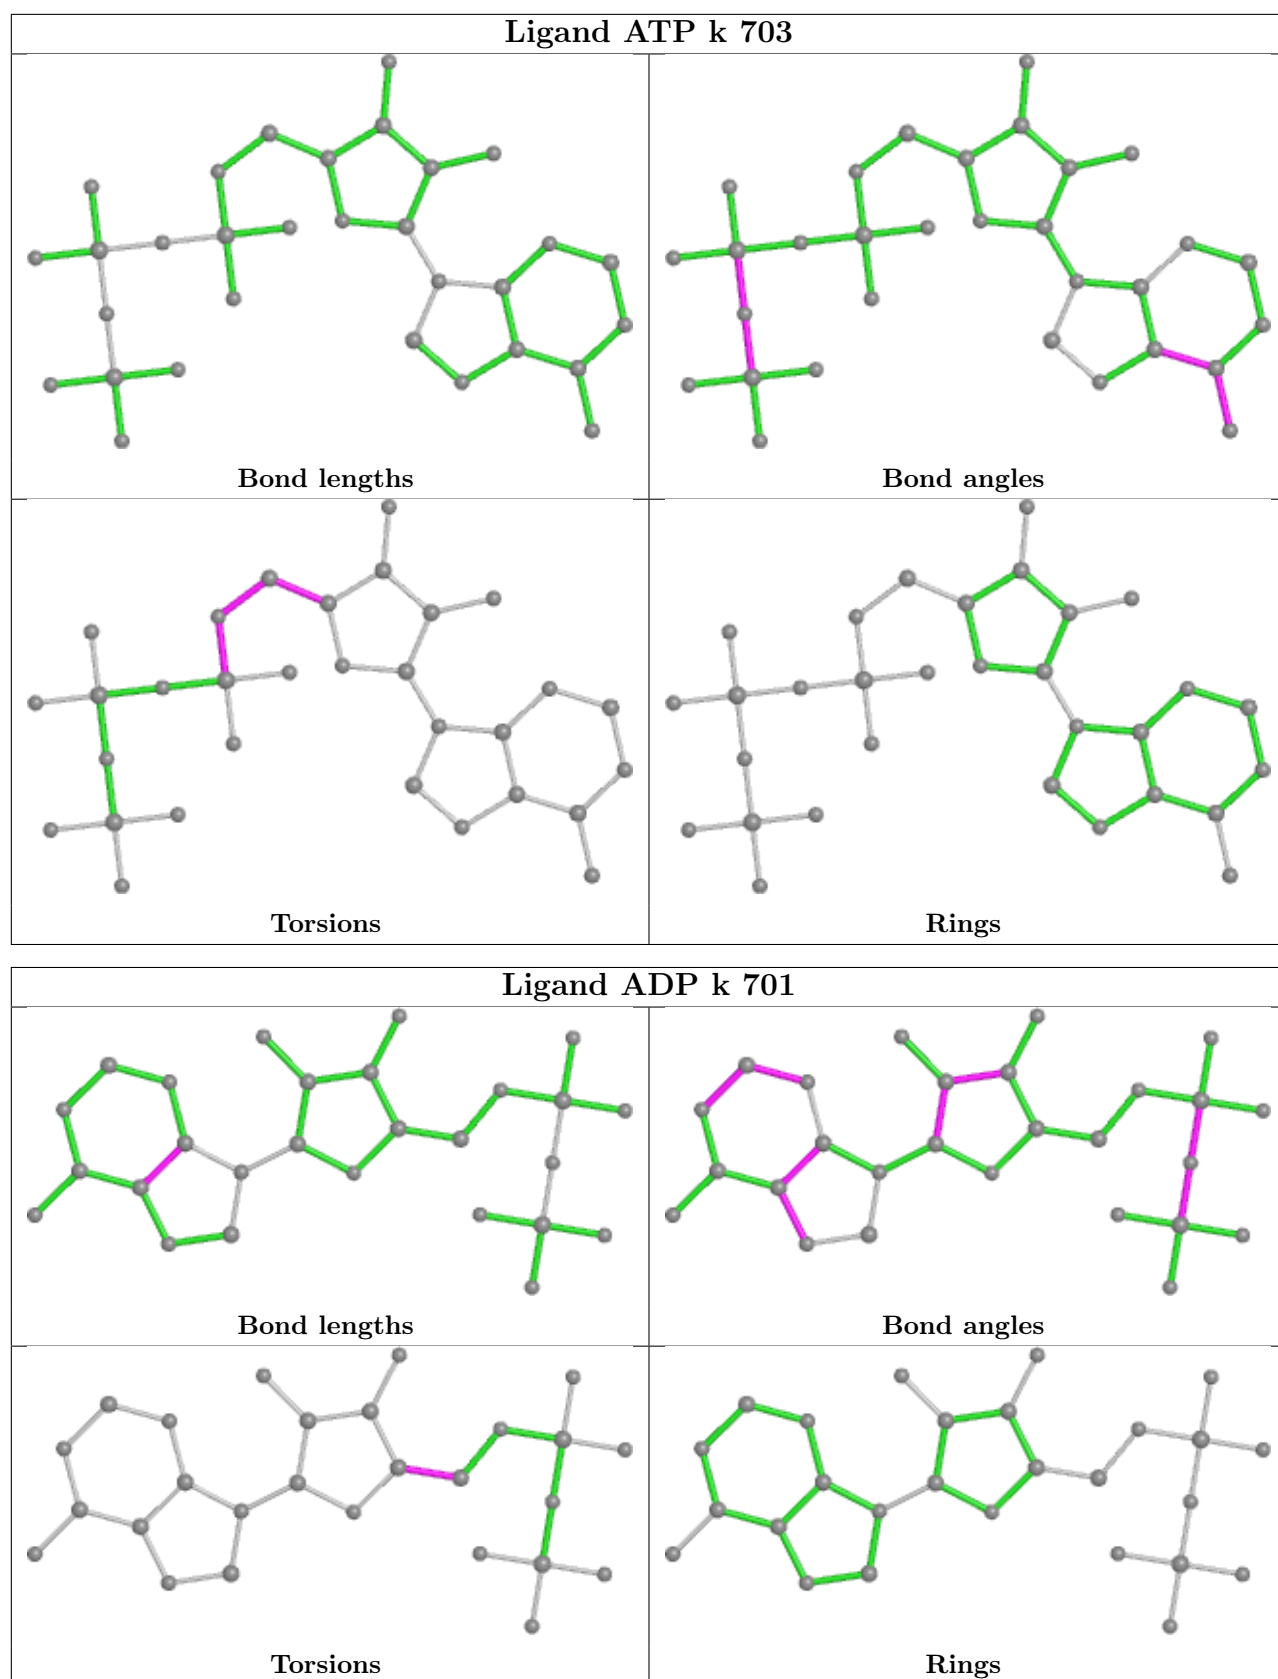 Ligand ATP k 703
Bond lengths
Bond angles
Torsions
Rings
Ligand ADP k 701
Bond lengths
Bond angles
Torsions
Rings